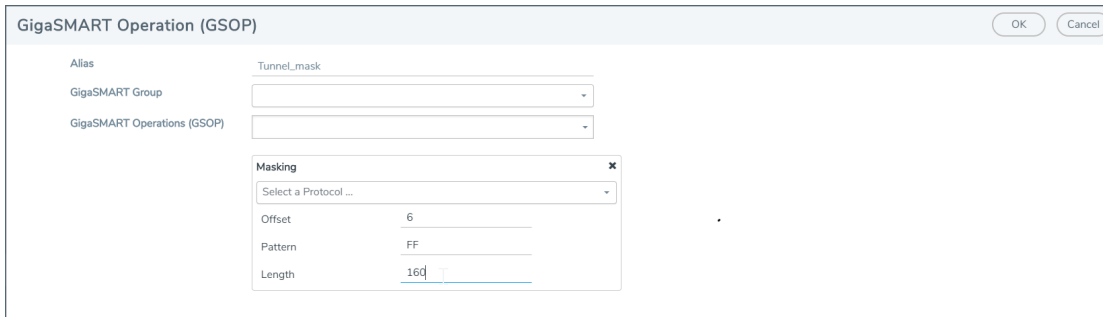 GigaSMART Operation (GSOP)
OK
Cancel
Alias
Tunnel_mask
GigaSMART Group
GigaSMART Operations (GSOP)
Masking
Select a Protocol ...
Offset
6
Pattern
FF
Length
160